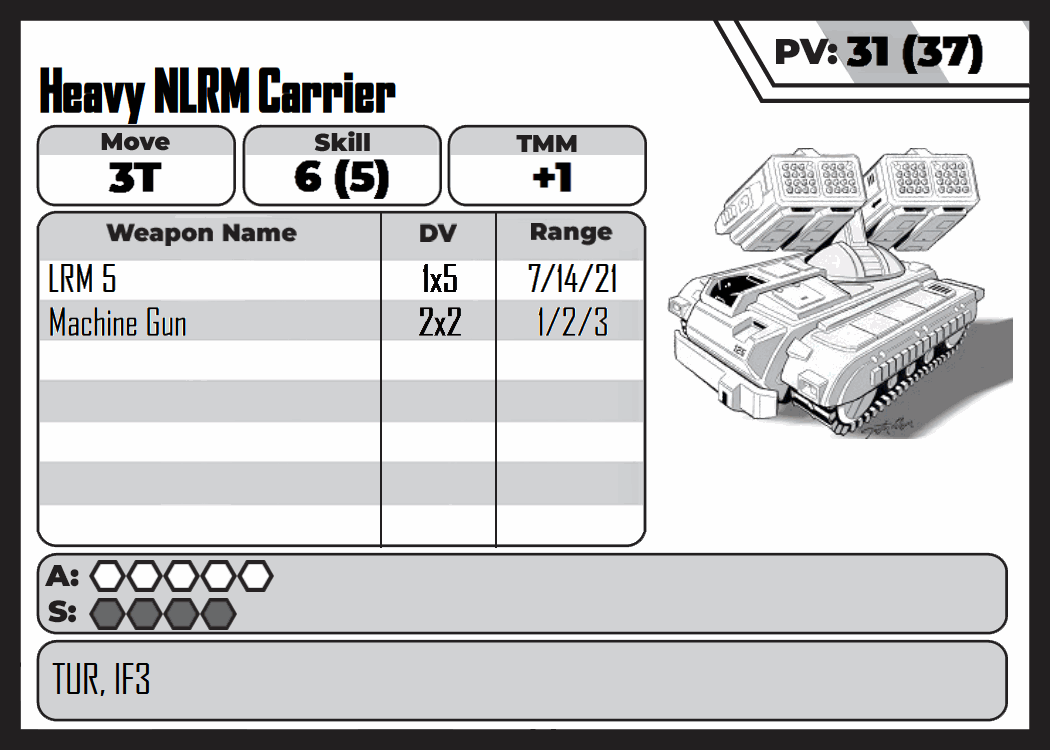 PV: 31 (37)
Heavy NLRM Carrier
Move Skill TMM
3T 6 (5) +1
Weapon Name DV Range
LRM 5 1x5 7/14/21
Machine Gun 2x2 1/2/3
A:
S:
TUR, IF3